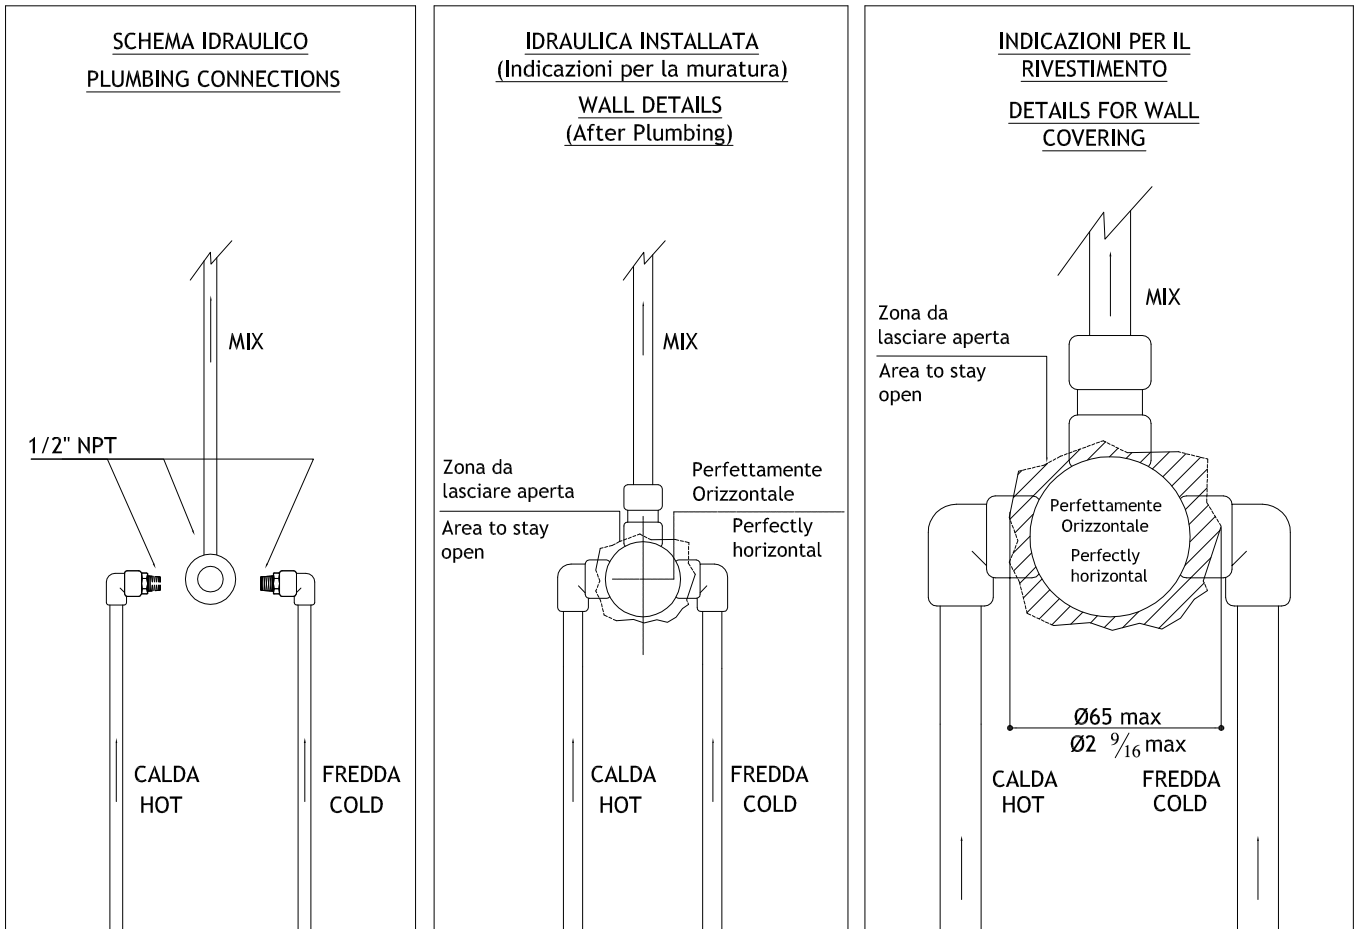 SCHEMA IDRAULICO
PLUMBING CONNECTIONS
MIX
1/2" NPT
CALDA
HOT
FREDDA
COLD
IDRAULICA INSTALLATA
(Indicazioni per la muratura)
WALL DETAILS
(After Plumbing)
MIX
Zona da
lasciare aperta
Area to stay
open
Perfettamente
Orizzontale
Perfectly
horizontal
CALDA
HOT
FREDDA
COLD
INDICAZIONI PER IL
RIVESTIMENTO
DETAILS FOR WALL
COVERING
MIX
Zona da
lasciare aperta
Area to stay
open
Perfettamente
Orizzontale
Perfectly
horizontal
Ø65 max
Ø2 9/16 max
CALDA
HOT
FREDDA
COLD